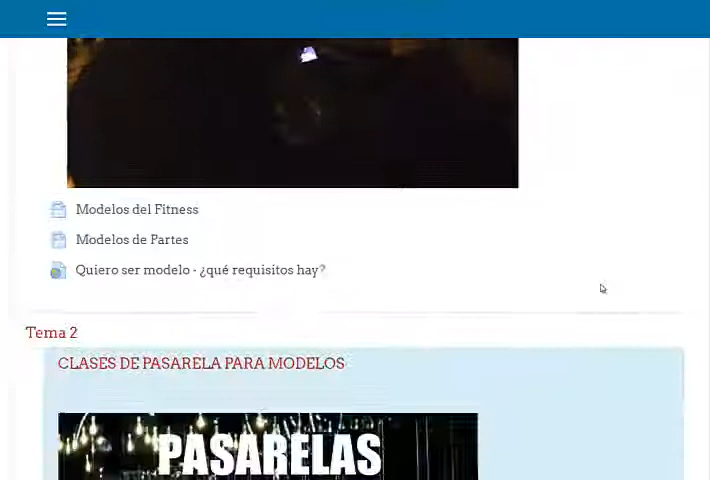 Modelos del Fitness
Modelos de Partes
Quiero ser modelo - ¿qué requisitos hay?
Tema 2
CLASES DE PASARELA PARA MODELOS
PASARELAS